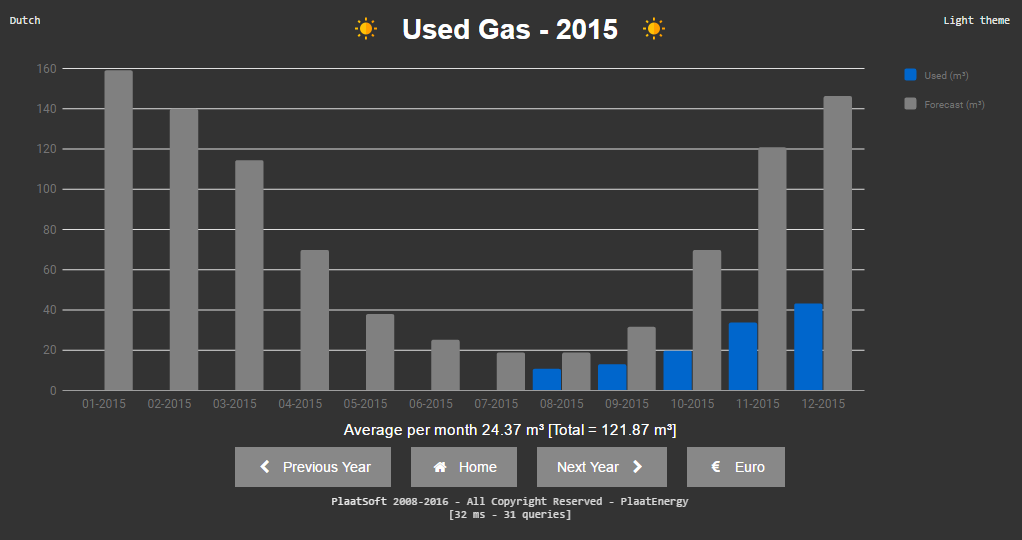 Dutch
Used Gas - 2015
Light theme
160
140
120
100
80
60
40
20
0
Used (m³)
Forecast (m³)
01-2015 02-2015 03-2015 04-2015 05-2015 06-2015 07-2015 08-2015 09-2015 10-2015 11-2015 12-2015
Average per month 24.37 m³ [Total = 121.87 m³]
Previous Year Home Next Year € Euro
PlaatSoft 2008-2016 - All Copyright Reserved - PlaatEnergy
[32 ms - 31 queries]